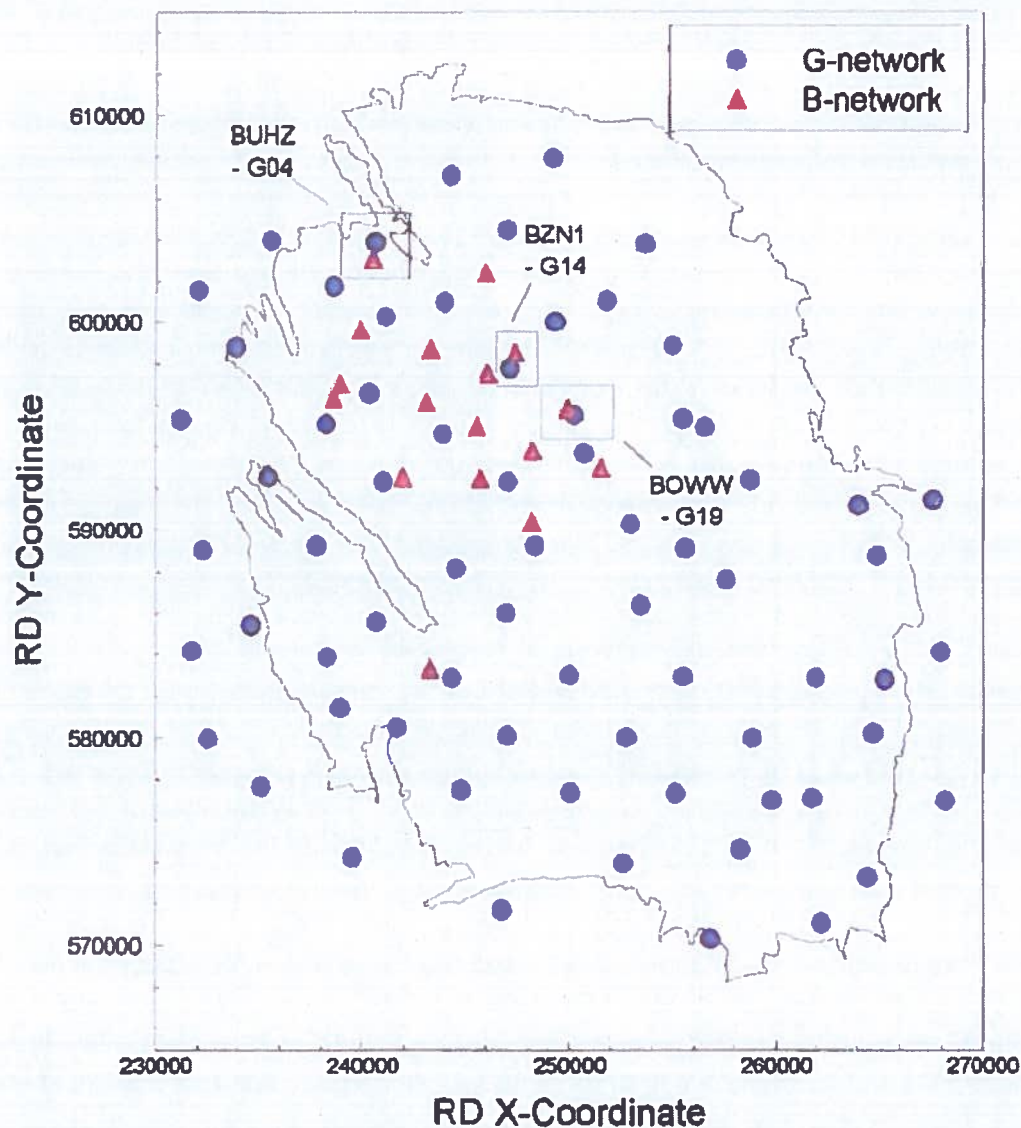 G-network
B-network
610000
BUHZ
- G04
BZN1
- G14
600000
BOWW
- G19
590000
580000
570000
RD Y-Coordinate
230000
240000
250000
260000
270000
RD X-Coordinate